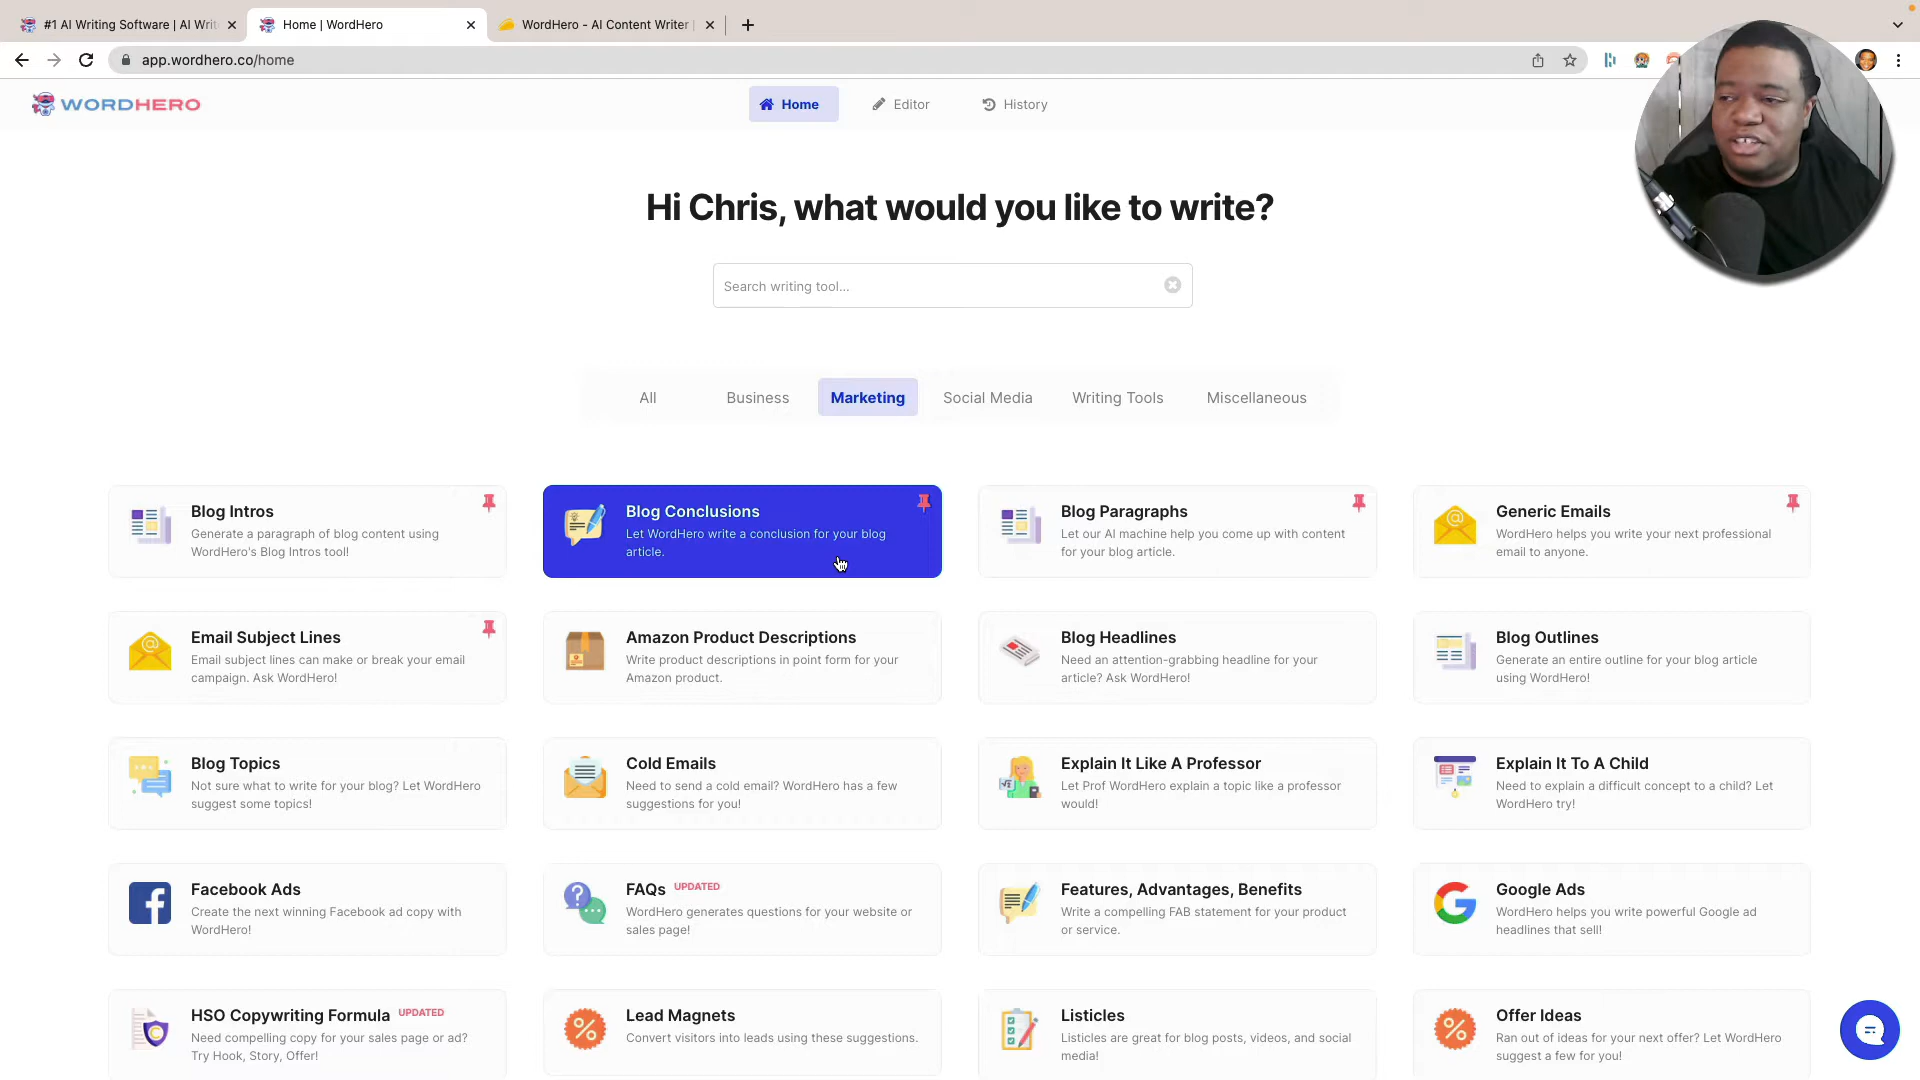 #1 AI Writing Software | AI Writ
Home | WordHero
WordHero - AI Content Writer |
app.wordhero.co/home
WORDHERO
Home
Editor
History
Hi Chris, what would you like to write?
Search writing tool...
All
Business
Marketing
Social Media
Writing Tools
Miscellaneous
Blog Intros
Generate a paragraph of blog content using
WordHero's Blog Intros tool!
Blog Conclusions
Let WordHero write a conclusion for your blog
article.
Blog Paragraphs
Let our AI machine help you come up with content
for your blog article.
Generic Emails
WordHero helps you write your next professional
email to anyone.
Email Subject Lines
Email subject lines can make or break your email
campaign. Ask WordHero!
Amazon Product Descriptions
Write product descriptions in point form for your
Amazon product.
Blog Headlines
Need an attention-grabbing headline for your
article? Ask WordHero!
Blog Outlines
Generate an entire outline for your blog article
using WordHero!
Blog Topics
Not sure what to write for your blog? Let WordHero
suggest some topics!
Cold Emails
Need to send a cold email? WordHero has a few
suggestions for you!
Explain It Like A Professor
Let Prof WordHero explain a topic like a professor
would!
Explain It To A Child
Need to explain a difficult concept to a child? Let
WordHero try!
Facebook Ads
Create the next winning Facebook ad copy with
WordHero!
FAQs UPDATED
WordHero generates questions for your website or
sales page!
Features, Advantages, Benefits
Write a compelling FAB statement for your product
or service.
Google Ads
WordHero helps you write powerful Google ad
headlines that sell!
HSO Copywriting Formula UPDATED
Need compelling copy for your sales page or ad?
Try Hook, Story, Offer!
Lead Magnets
Convert visitors into leads using these suggestions.
Listicles
Listicles are great for blog posts, videos, and social
media!
Offer Ideas
Ran out of ideas for your next offer? Let WordHero
suggest a few for you!